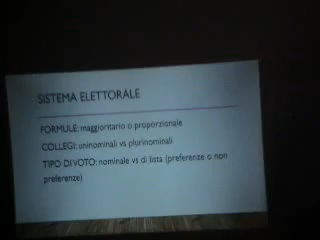 SISTEMA ELETTORALE
FORMULE: maggioritario o proporzionale
COLLEGI: uninominali vs plurinominali
TIPO DI VOTO: nominale vs di lista (preferenze o non
preferenze)